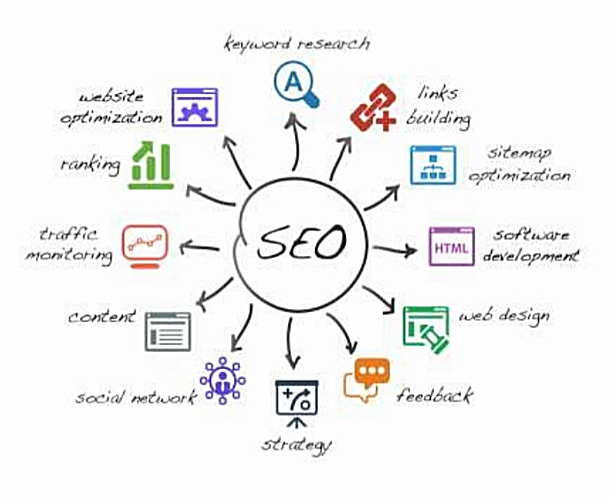 keyword research
A
website
optimization
links
building
ranking
sitemap
optimization
SEO
traffic
monitoring
HTML
software
development
content
web design
social network
feedback
strategy